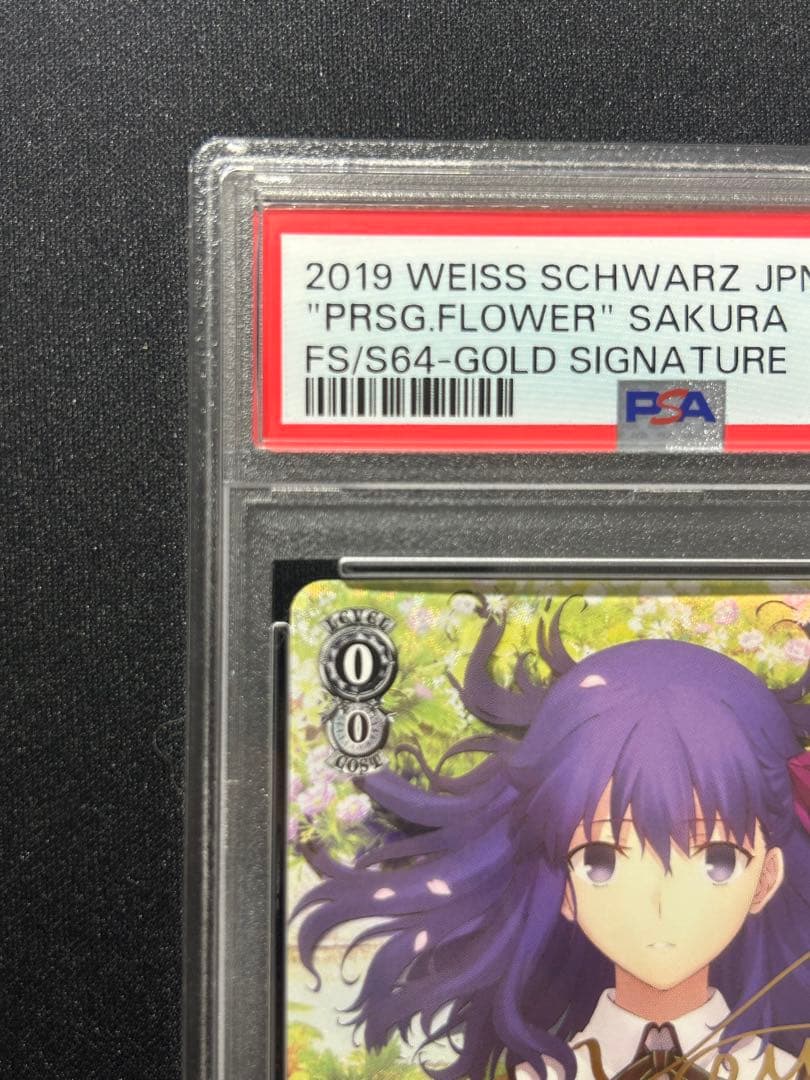 2019 WEISS SCHWARZ JPN
"PRSG.FLOWER" SAKURA
FS/S64-GOLD SIGNATURE
PSA
LEVEL
0
0
COST